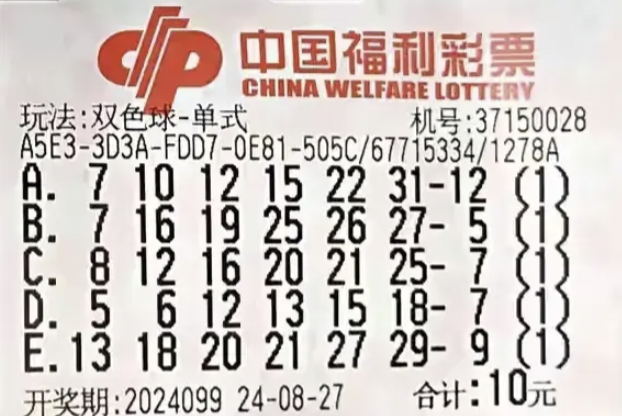 中国福利彩票
CHINA WELFARE LOTTERY
玩法:双色球-单式 机号:37150028
A5E3-3D3A-FDD7-0E81-505C/67715334/1278A
A. 7 10 12 15 22 31-12 (1)
B. 7 16 19 25 26 27- 5 (1)
C. 8 12 16 20 21 25- 7 (1)
D. 5 6 12 13 15 18- 7 (1)
E.13 18 20 21 27 29- 9 (1)
开奖期:2024099 24-08-27 合计:10元